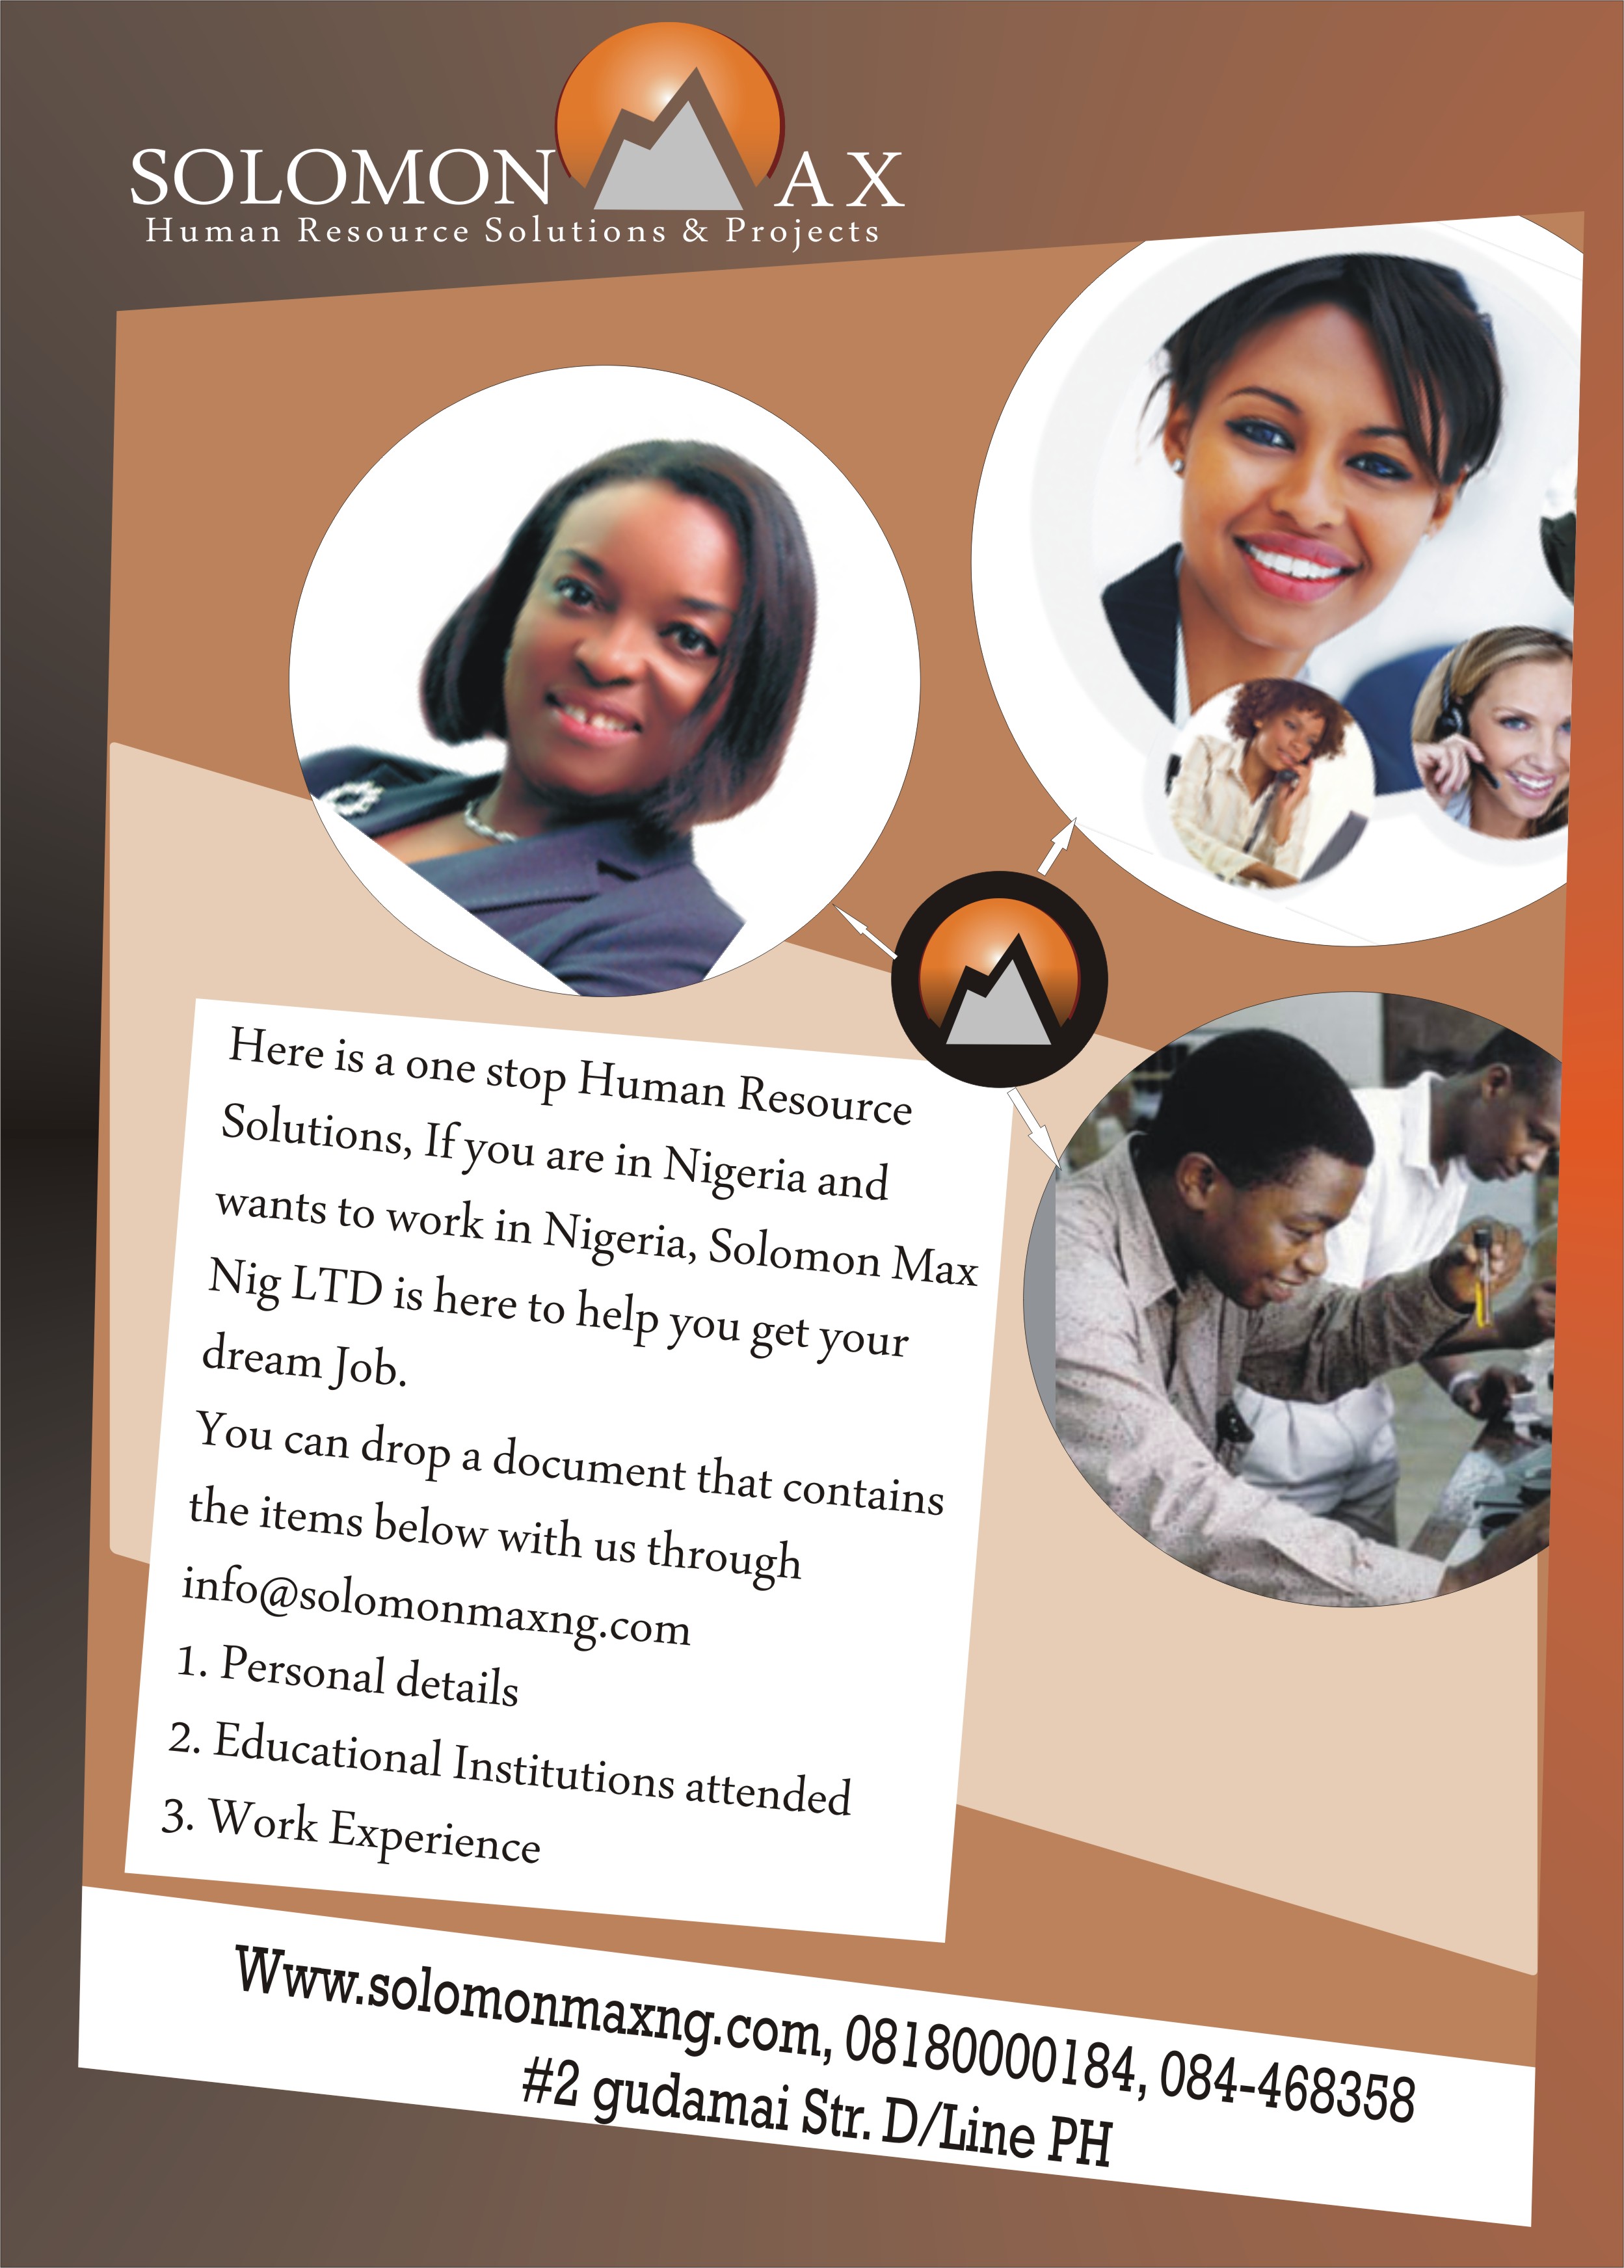 SOLOMON AX
Human Resource Solutions & Projects
Here is a one stop Human Resource
Solutions, If you are in Nigeria and
wants to work in Nigeria, Solomon Max
Nig LTD is here to help you get your
dream Job.
You can drop a document that contains
the items below with us through
info@solomonmaxng.com
1. Personal details
2. Educational Institutions attended
3. Work Experience
Www.solomonmaxng.com, 08180000184, 084-468358
#2 gudamai Str. D/Line PH